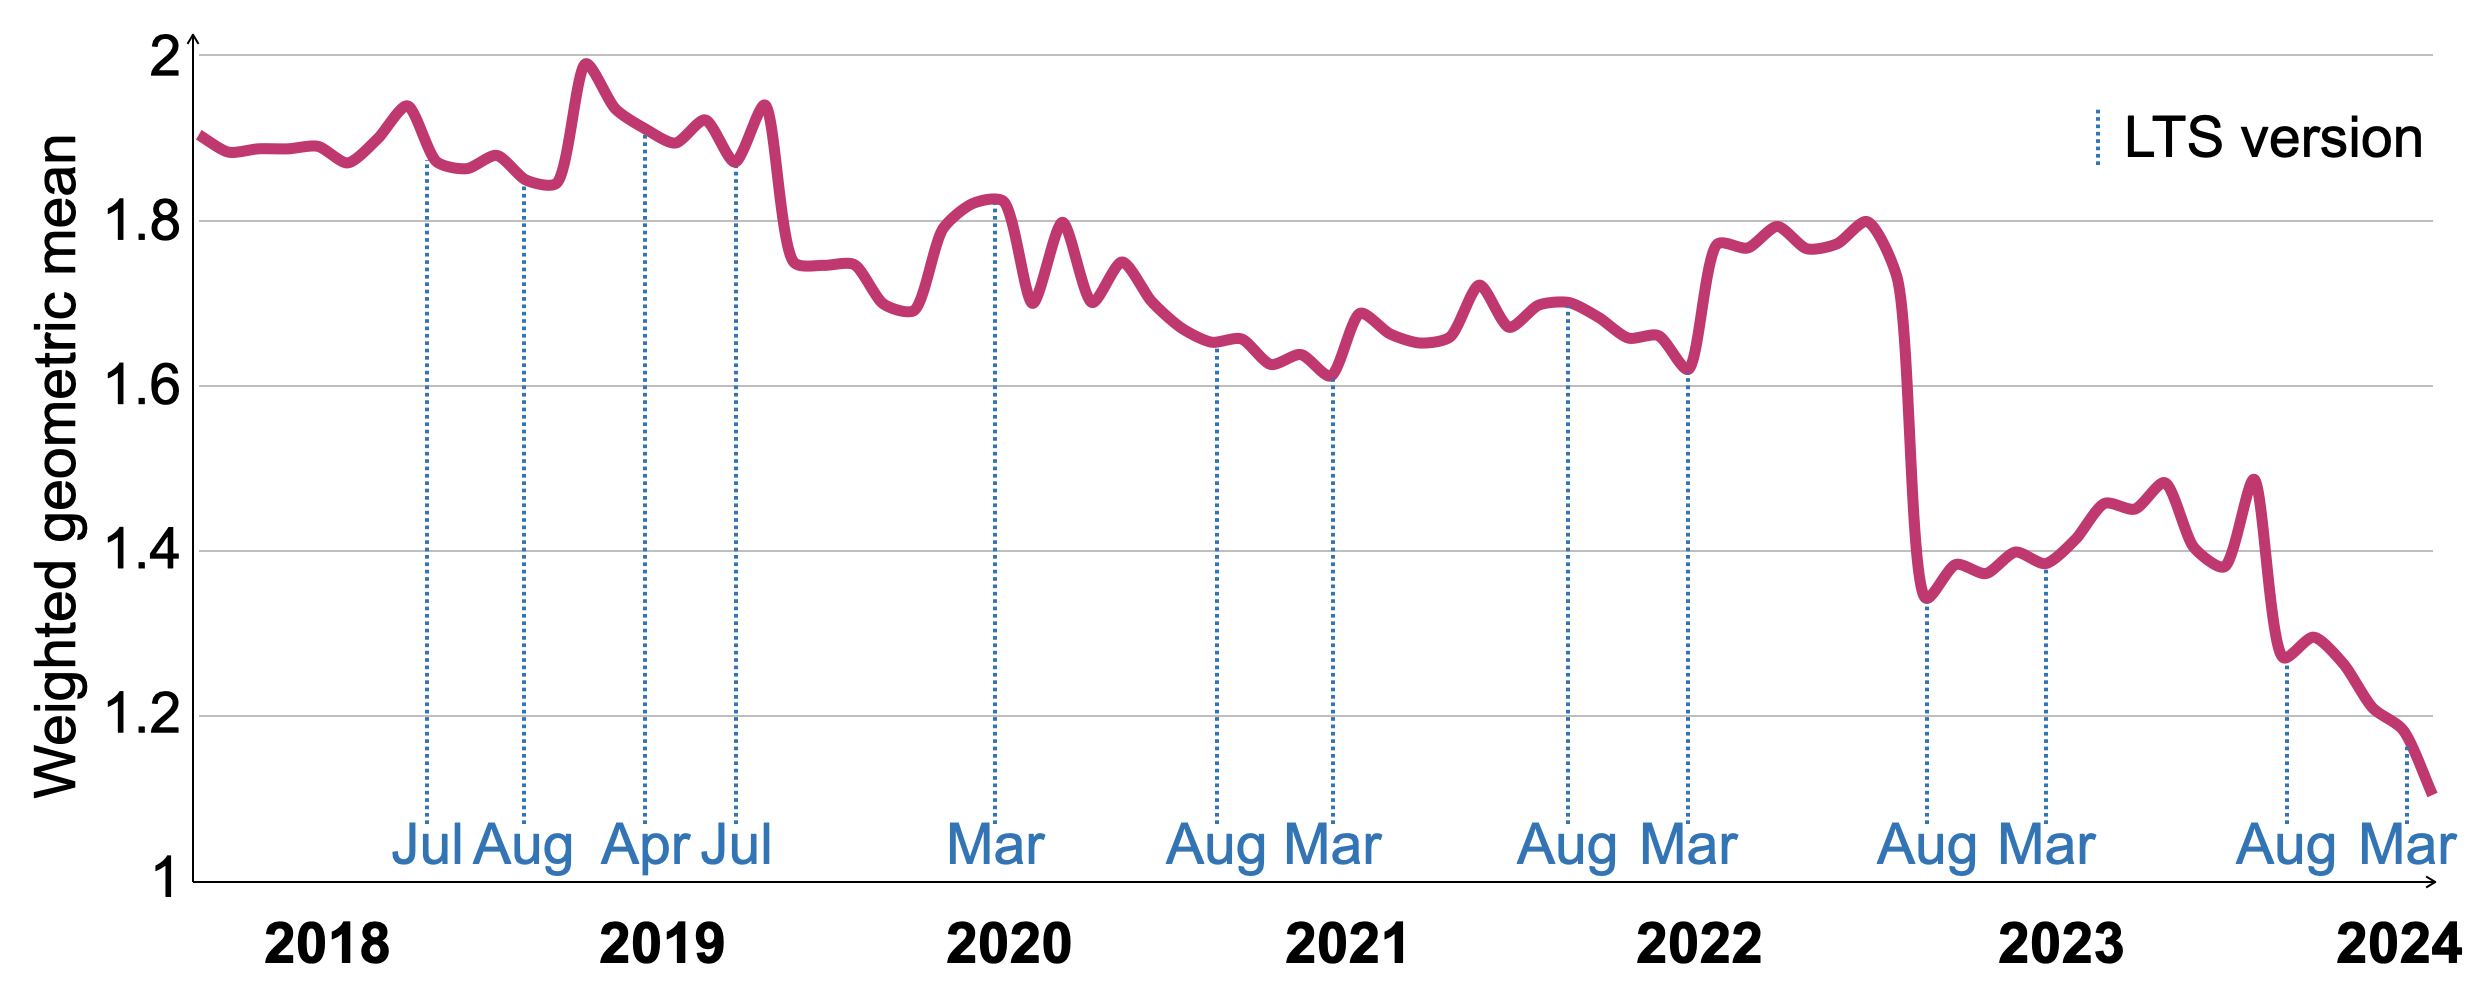 Weighted geometric mean
2
1.8
1.6
1.4
1.2
1
LTS version
Jul Aug Apr Jul Mar Aug Mar Aug Mar Aug Mar Aug Mar
2018 2019 2020 2021 2022 2023 2024